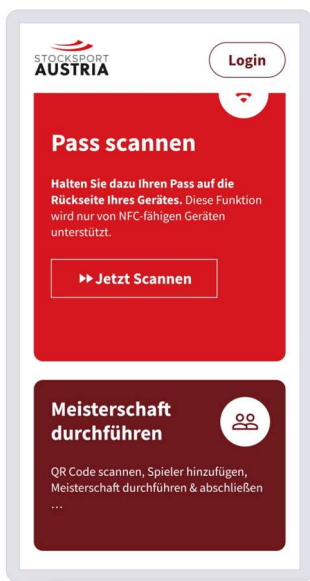 STOCKSPORT
AUSTRIA
Login
Pass scannen
Halten Sie dazu Ihren Pass auf die
Rückseite Ihres Gerätes. Diese Funktion
wird nur von NFC-fähigen Geräten
unterstützt.
Jetzt Scannen
Meisterschaft
durchführen
QR Code scannen, Spieler hinzufügen,
Meisterschaft durchführen & abschließen
…